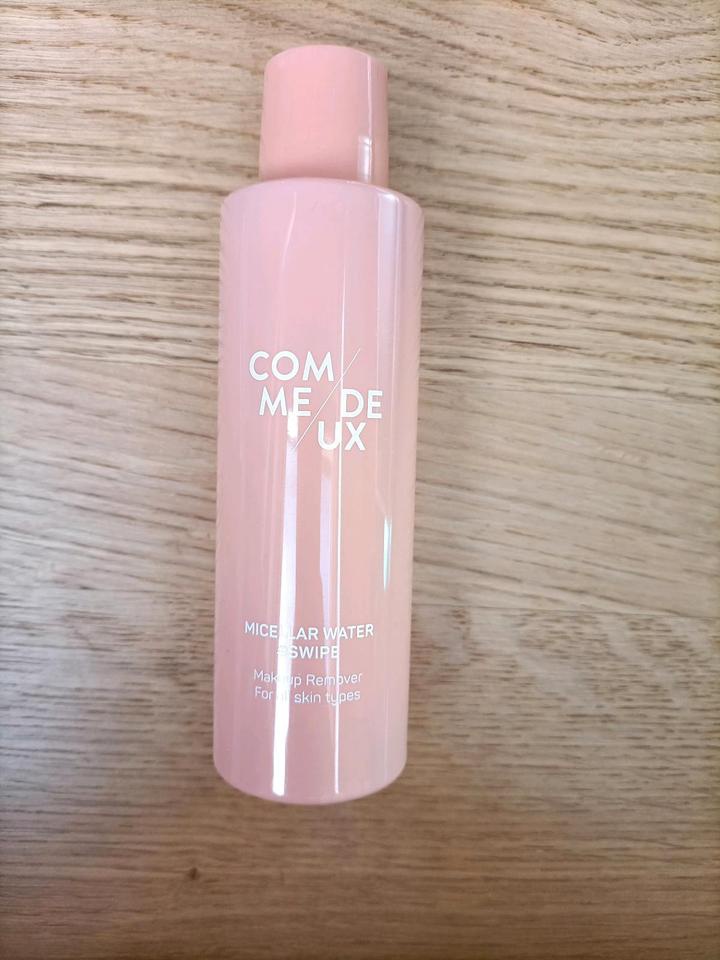 COM
ME/DE
UX
MICELLAR WATER
#SWIPE
Makeup Remover
For all skin types